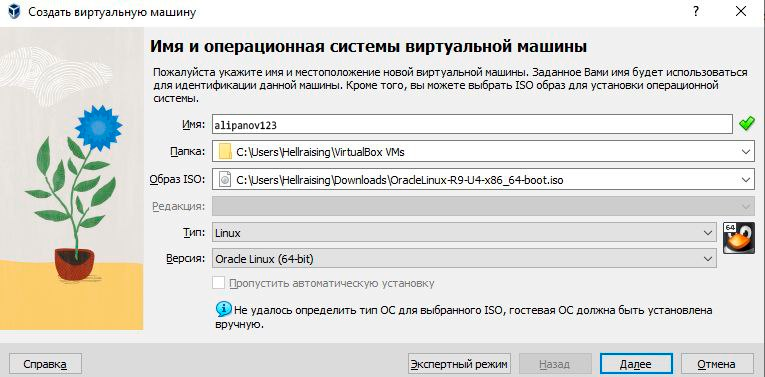 Создать виртуальную машину
Имя и операционная системы виртуальной машины
Пожалуйста укажите имя и местоположение новой виртуальной машины. Заданное Вами имя будет использоваться
для идентификации данной машины. Кроме того, вы можете выбрать ISO образ для установки операционной
системы.
Имя: alipanov123
Папка: C:\Users\Hellraising\VirtualBox VMs
Образ ISO: C:\Users\Hellraising\Downloads\OracleLinux-R9-U4-x86_64-boot.iso
Редакция:
Тип: Linux
64
Версия: Oracle Linux (64-bit)
Пропустить автоматическую установку
Не удалось определить тип ОС для выбранного ISO, гостевая ОС должна быть установлена
вручную.
Справка Экспертный режим Назад Далее Отмена